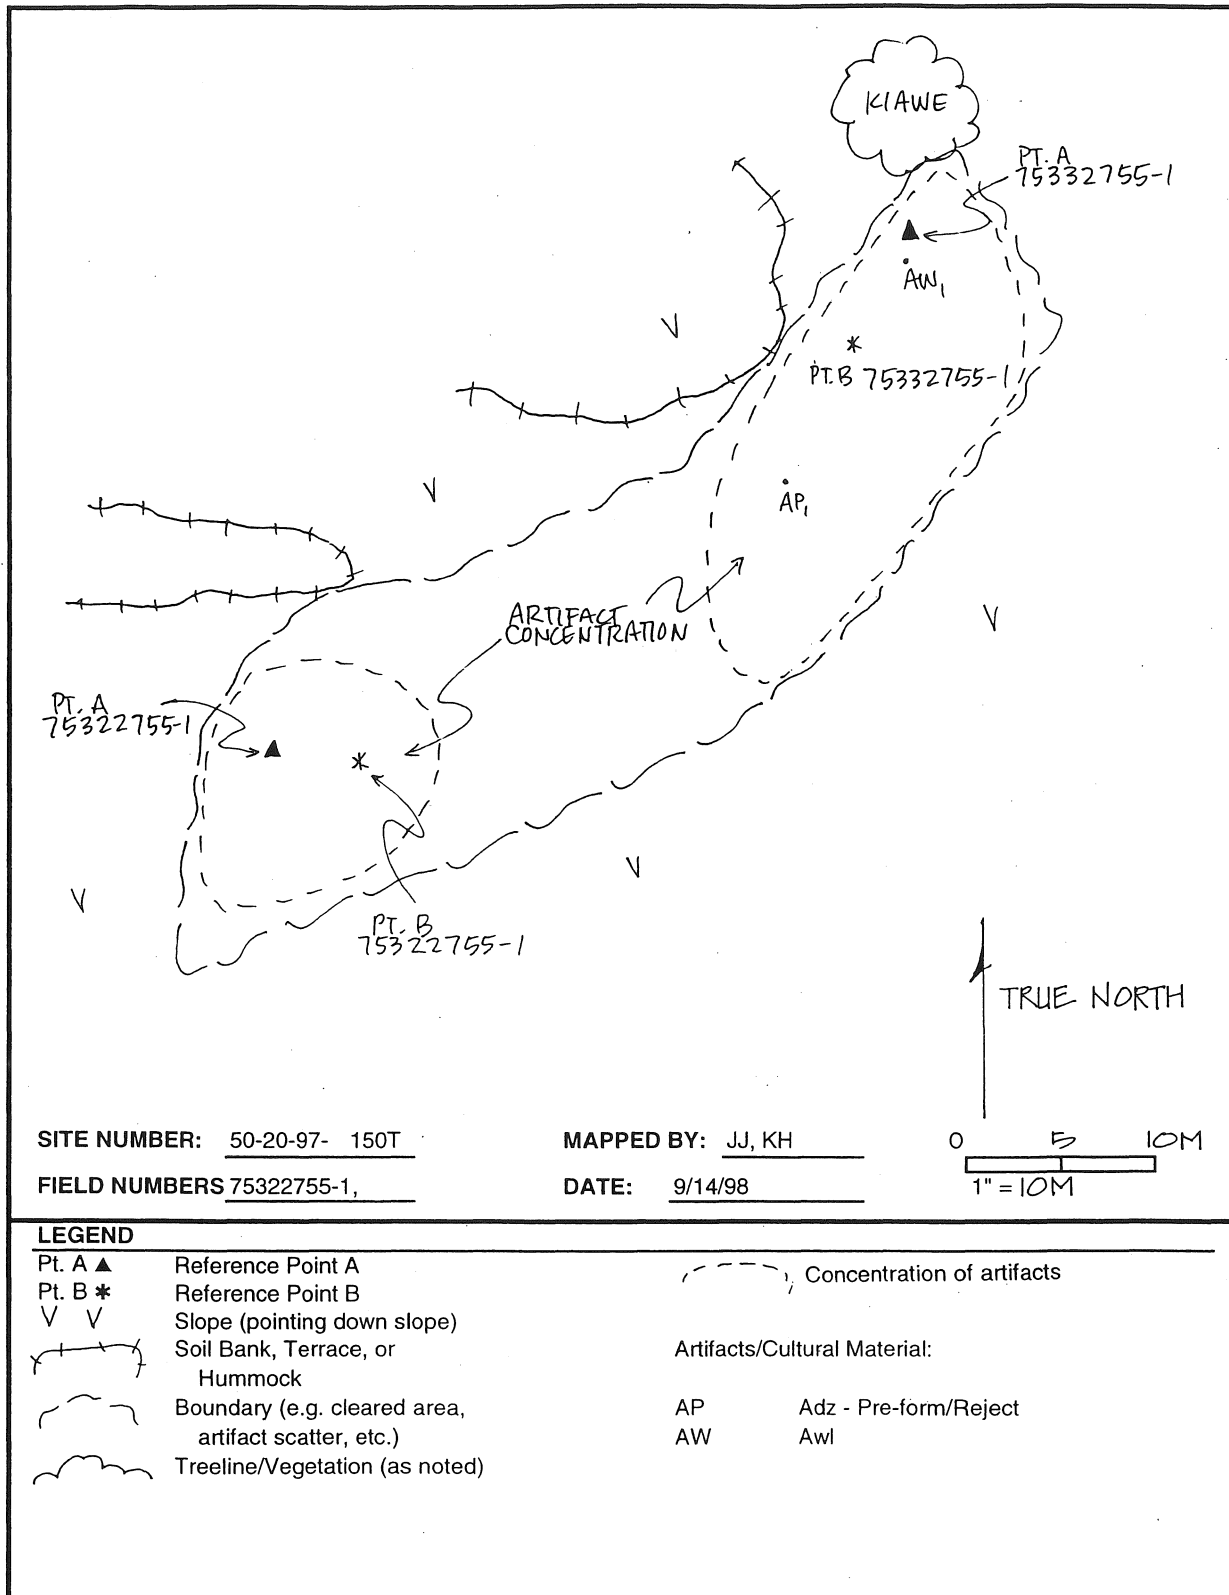 KIAWE
PT. A
75332755-1
AW1
PT.B 75332755-1
AP1
ARTIFACT
CONCENTRATION
PT. A
75322755-1
PT. B
75322755-1
V
V
V
V
V
TRUE NORTH
SITE NUMBER: 50-20-97- 150T
MAPPED BY: JJ, KH
0 5 10M
FIELD NUMBERS 75322755-1,
DATE: 9/14/98
1" = 10M
LEGEND
Pt. A ▲ Reference Point A
Concentration of artifacts
Pt. B * Reference Point B
V V Slope (pointing down slope)
Soil Bank, Terrace, or
Hummock
Artifacts/Cultural Material:
Boundary (e.g. cleared area,
artifact scatter, etc.)
AP Adz - Pre-form/Reject
AW Awl
Treeline/Vegetation (as noted)